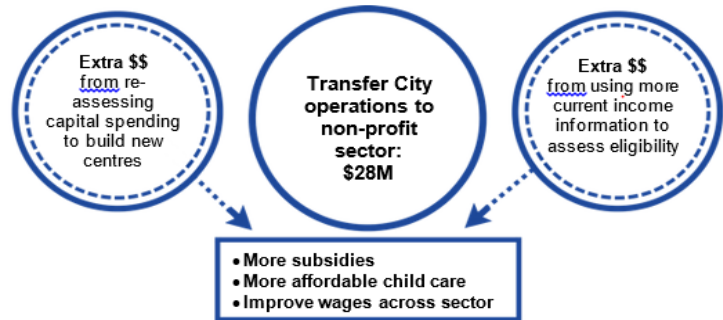 Extra $$
from re-
assessing
capital spending
to build new
centres
Transfer City
operations to
non-profit
sector:
$28M
Extra $$
from using more
current income
information to
assess eligibility
• More subsidies
• More affordable child care
• Improve wages across sector